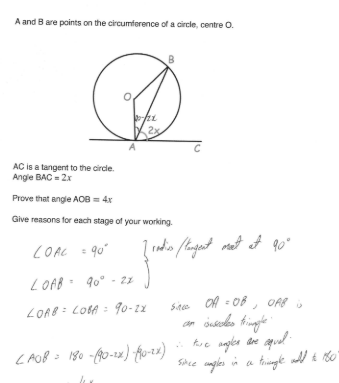 A and B are points on the circumference of a circle, centre O.
B
O
90-2x
2x
A
C
AC is a tangent to the circle.
Angle BAC = 2x
Prove that angle AOB = 4x
Give reasons for each stage of your working.
∠OAC = 90° } radius/tangent meet at 90°
∠OAB = 90° - 2x
∠OAB = ∠OBA = 90-2x since OA = OB, OAB is
an isosceles triangle
∴ two angles are equal.
∠AOB = 180 - (90-2x) - (90-2x) since angles in a triangle add to 180°
4x